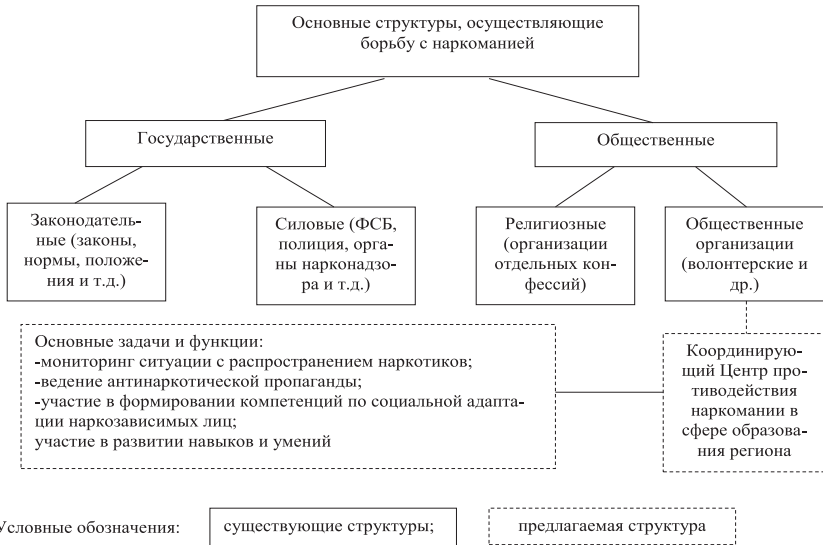 Основные структуры, осуществляющие
борьбу с наркоманией
Государственные
Общественные
Законодатель-
ные (законы,
нормы, положе-
ния и т.д.)
Силовые (ФСБ,
полиция, орга-
ны нарконадзо-
ра и т.д.)
Религиозные
(организации
отдельных кон-
фессий)
Общественные
организации
(волонтерские и
др.)
Основные задачи и функции:
-мониторинг ситуации с распространением наркотиков;
-ведение антинаркотической пропаганды;
-участие в формировании компетенций по социальной адапта-
ции наркозависимых лиц;
участие в развитии навыков и умений
Координирую-
щий Центр про-
тиводействия
наркомании в
сфере образова-
ния региона
Условные обозначения:
существующие структуры;
предлагаемая структура